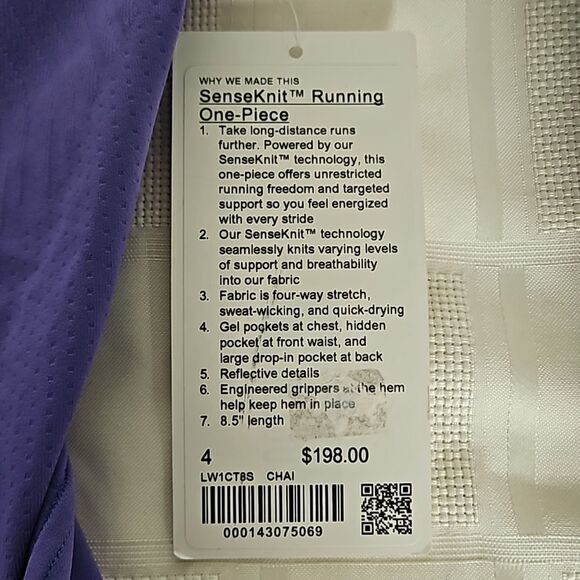 WHY WE MADE THIS
SenseKnit™ Running
One-Piece
1. Take long-distance runs
further. Powered by our
SenseKnit™ technology, this
one-piece offers unrestricted
running freedom and targeted
support so you feel energized
with every stride
2. Our SenseKnit™ technology
seamlessly knits varying levels
of support and breathability
into our fabric
3. Fabric is four-way stretch,
sweat-wicking, and quick-drying
4. Gel pockets at chest, hidden
pocket at front waist, and
large drop-in pocket at back
5. Reflective details
6. Engineered grippers at the hem
help keep hem in place
7. 8.5" length
4 $198.00
LW1CT8S CHAI
000143075069